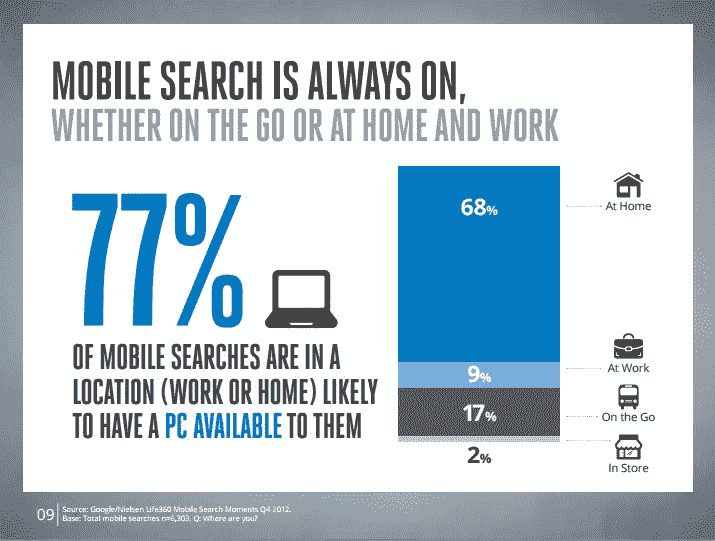 MOBILE SEARCH IS ALWAYS ON,
WHETHER ON THE GO OR AT HOME AND WORK
77%
OF MOBILE SEARCHES ARE IN A
LOCATION (WORK OR HOME) LIKELY
TO HAVE A PC AVAILABLE TO THEM
68%
At Home
9%
At Work
17%
On the Go
2%
In Store
09
Source: Google/Nielsen Life360 Mobile Search Moments Q4 2012.
Base: Total mobile searches n=6,303. Q: Where are you?